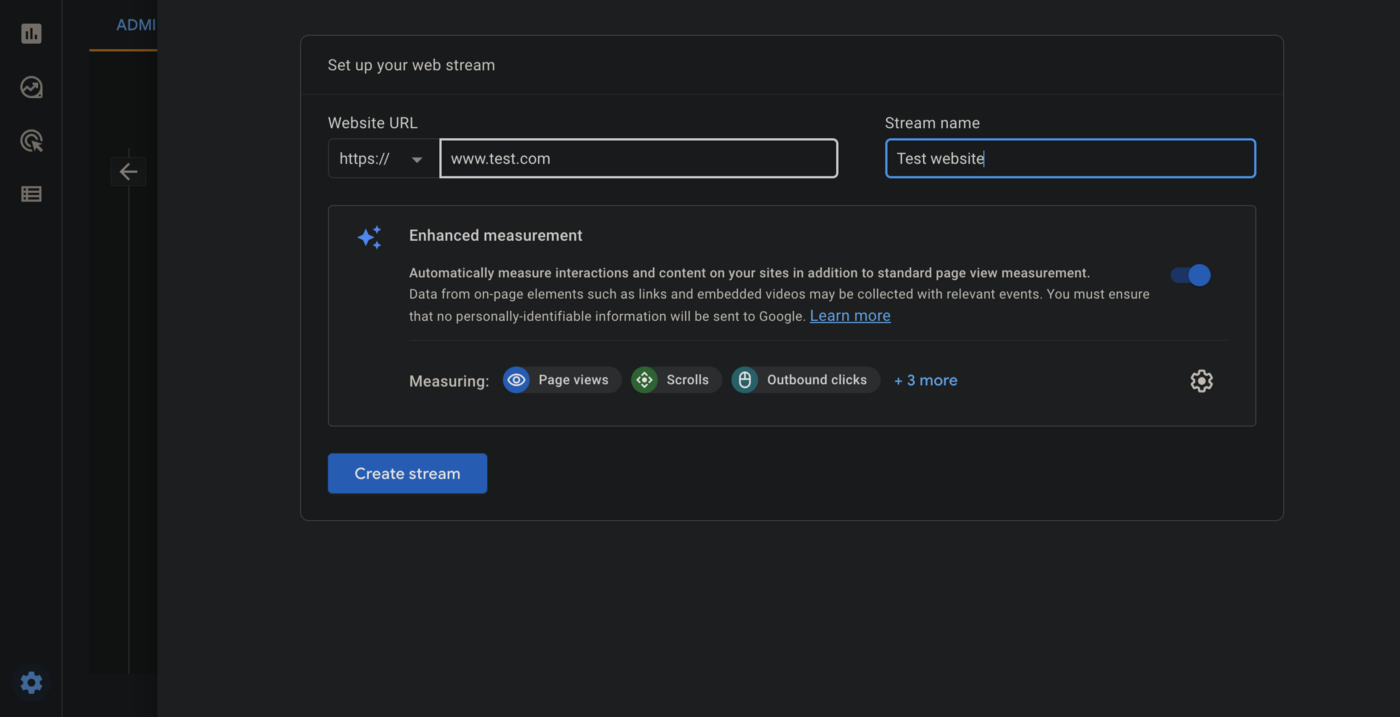 ADMI
Set up your web stream
Website URL
Stream name
https://
www.test.com
Test website
Enhanced measurement
Automatically measure interactions and content on your sites in addition to standard page view measurement.
Data from on-page elements such as links and embedded videos may be collected with relevant events. You must ensure
that no personally-identifiable information will be sent to Google. Learn more
Measuring: Page views Scrolls Outbound clicks + 3 more
Create stream